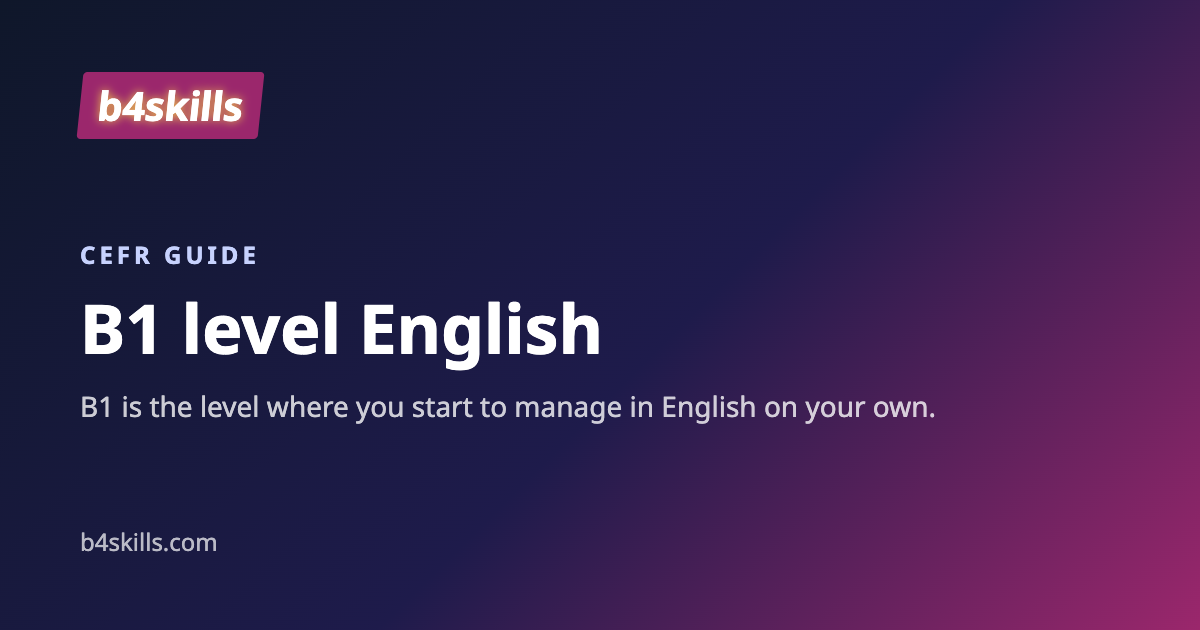 b4skills
CEFR GUIDE
B1 level English
B1 is the level where you start to manage in English on your own.
b4skills.com